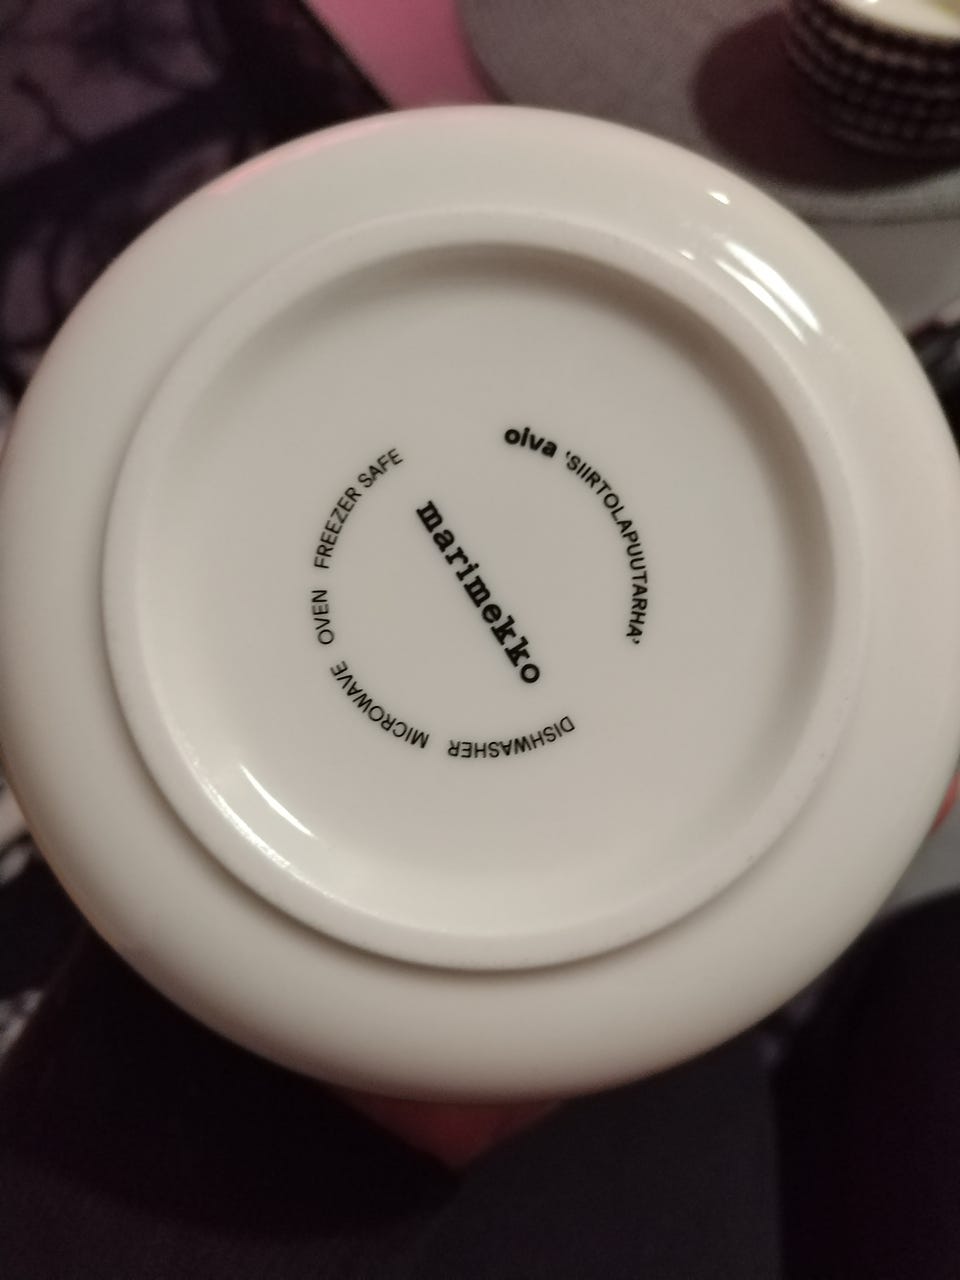 oiva 'SIIRTOLAPUUTARHA'
marimekko
DISHWASHER MICROWAVE OVEN FREEZER SAFE